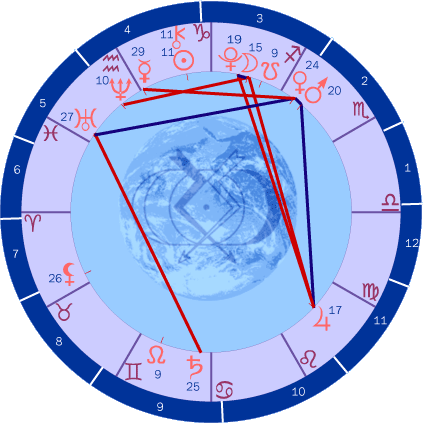 3
4 11 ⚷ ♑
29 11 ☉ 19 ♇ ☽ 15 9 ☋ ♐
♒ 10 ♆ ☿ ♀ 24 ♂ 20 2
5
27 ♅ ♏
♓
1
6 ♎
♈
12
7
26 ⚸
♍
♉ ♃ 17
11
8
♌
♊ ☊ 9 ♄ 25 ♋ 10
9